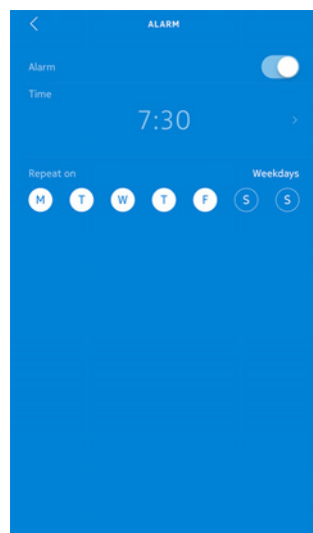 ALARM
Alarm
Time
7:30
Repeat on Weekdays
M T W T F S S